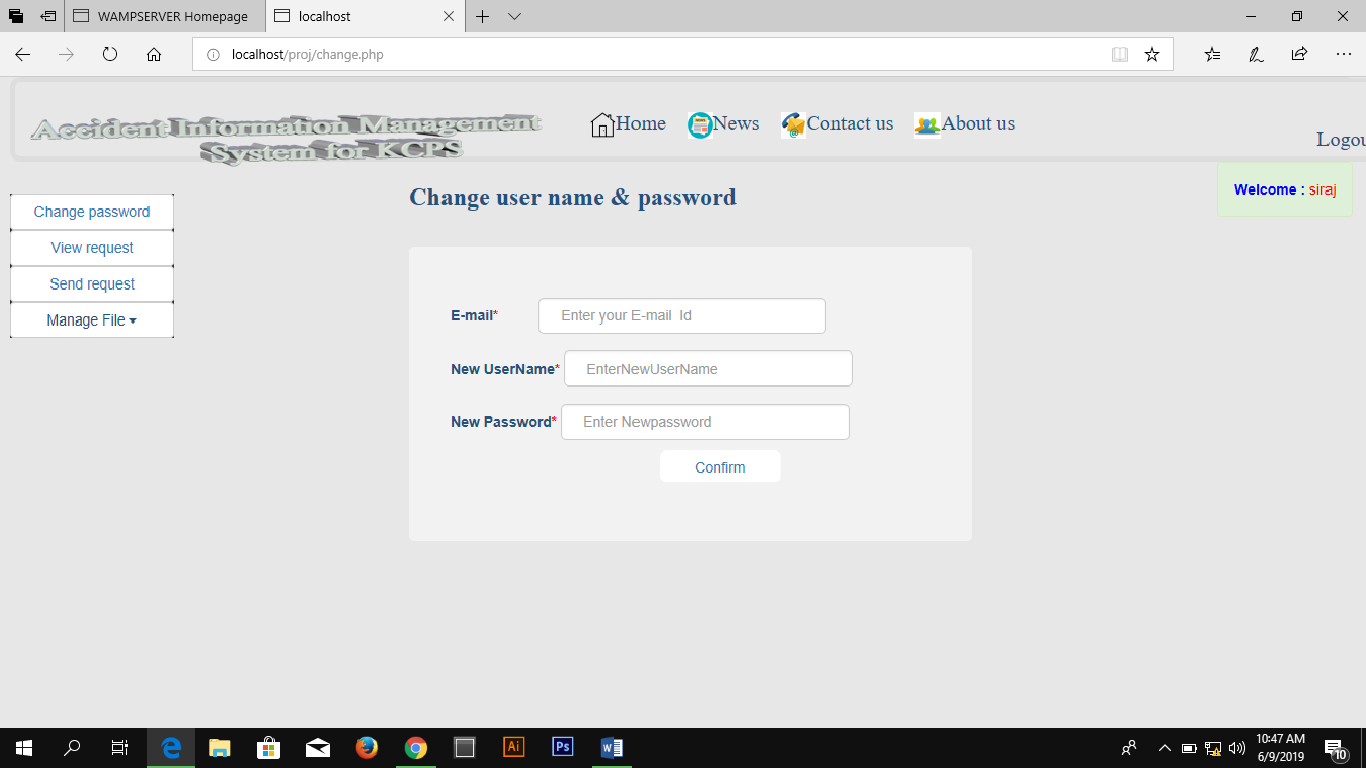 WAMPSERVER Homepage
localhost
localhost/proj/change.php
Accident Information Management
System for KCPS
Home
News
Contact us
About us
Logou
Welcome : siraj
Change password
View request
Send request
Manage File
Change user name & password
E-mail*
Enter your E-mail Id
New UserName*
EnterNewUserName
New Password*
Enter Newpassword
Confirm
Ai
Ps
W
10:47 AM
6/9/2019
10